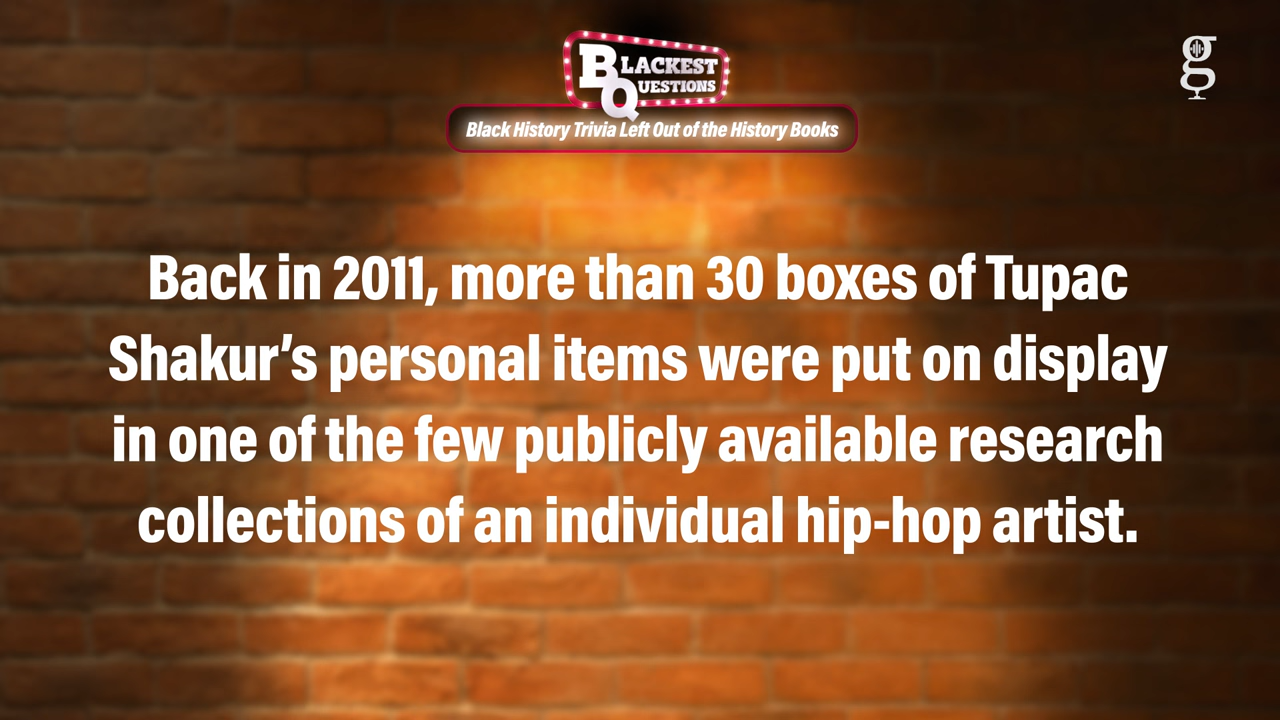 BLACKEST
QUESTIONS
Black History Trivia Left Out of the History Books
g
Back in 2011, more than 30 boxes of Tupac
Shakur’s personal items were put on display
in one of the few publicly available research
collections of an individual hip-hop artist.